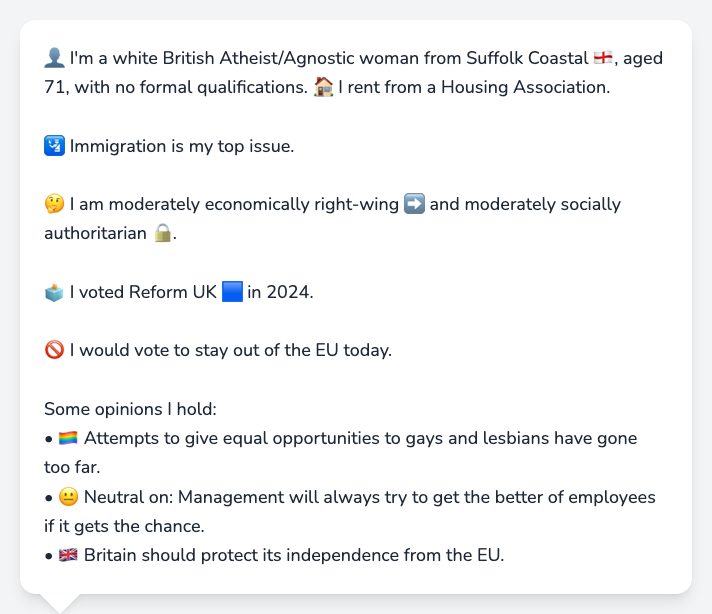 👤 I'm a white British Atheist/Agnostic woman from Suffolk Coastal 🏴󠁧󠁢󠁥󠁮󠁧󠁿, aged
71, with no formal qualifications. 🏠 I rent from a Housing Association.
🛂 Immigration is my top issue.
🤔 I am moderately economically right-wing ➡️ and moderately socially
authoritarian 🔒.
🗳️ I voted Reform UK 🟦 in 2024.
🚫 I would vote to stay out of the EU today.
Some opinions I hold:
• 🏳️‍🌈 Attempts to give equal opportunities to gays and lesbians have gone
too far.
• 😐 Neutral on: Management will always try to get the better of employees
if it gets the chance.
• 🇬🇧 Britain should protect its independence from the EU.